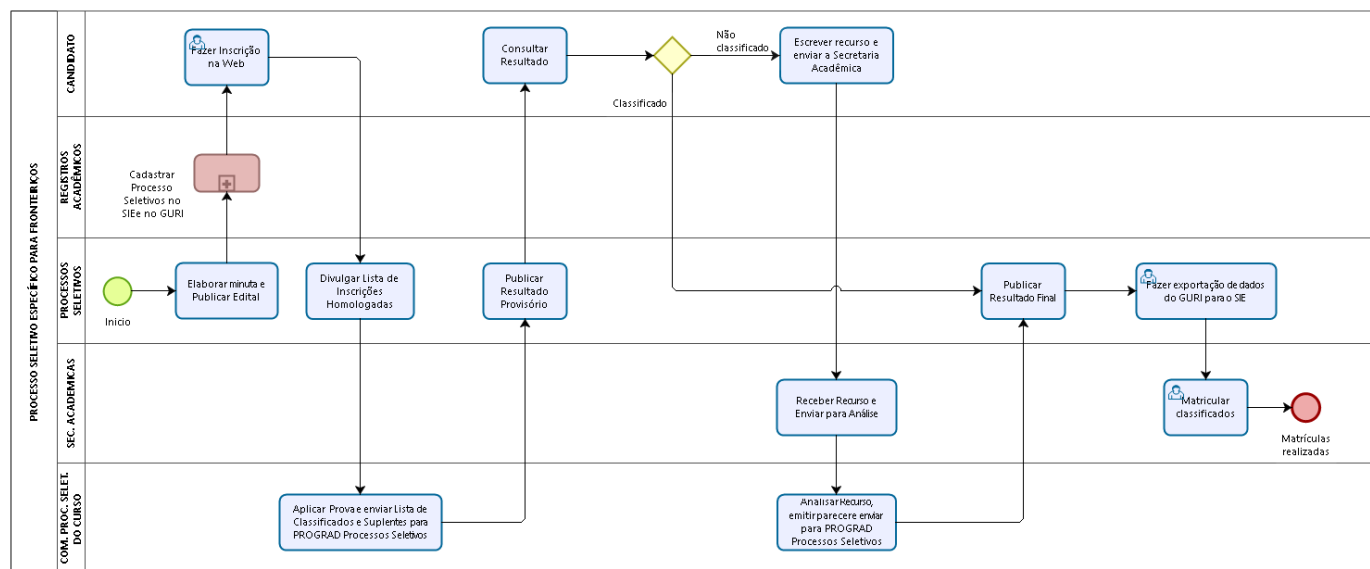 PROCESSO SELETIVO ESPECÍFICO PARA FRONTEIRIÇOS
CANDIDATO
Fazer Inscrição
na Web
Consultar
Resultado
Não
classificado
Classificado
Escrever recurso e
enviar a Secretaria
Acadêmica
REGISTROS
ACADÊMICOS
Cadastrar
Processo
Seletivos no
SIEe no GURI
PROCESSOS
SELETIVOS
Inicio
Elaborar minuta e
Publicar Edital
Divulgar Lista de
Inscrições
Homologadas
Publicar
Resultado
Provisório
Publicar
Resultado Final
Fazer exportação de dados
do GURI para o SIE
SEC. ACADEMICAS
Receber Recurso e
Enviar para Análise
Matricular
classificados
Matrículas
realizadas
COM. PROC. SELET.
DO CURSO
Aplicar Prova e enviar Lista de
Classificados e Suplentes para
PROGRAD Processos Seletivos
Analisar Recurso,
emitir parecer e enviar
para PROGRAD
Processos Seletivos